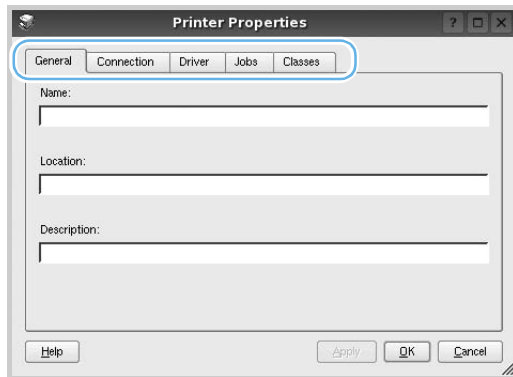 Printer Properties
General Connection Driver Jobs Classes
Name:
Location:
Description:
Help Apply OK Cancel